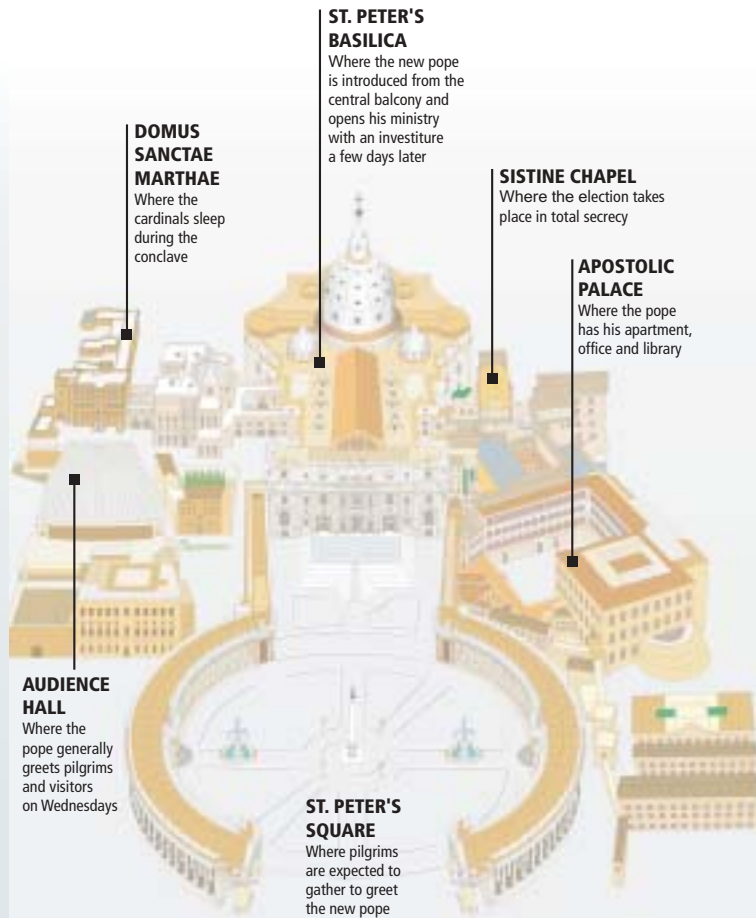 ST. PETER'S
BASILICA
Where the new pope
is introduced from the
central balcony and
opens his ministry
with an investiture
a few days later
DOMUS
SANCTAE
MARTHAE
Where the
cardinals sleep
during the
conclave
SISTINE CHAPEL
Where the election takes
place in total secrecy
APOSTOLIC
PALACE
Where the pope
has his apartment,
office and library
AUDIENCE
HALL
Where the
pope generally
greets pilgrims
and visitors
on Wednesdays
ST. PETER'S
SQUARE
Where pilgrims
are expected to
gather to greet
the new pope